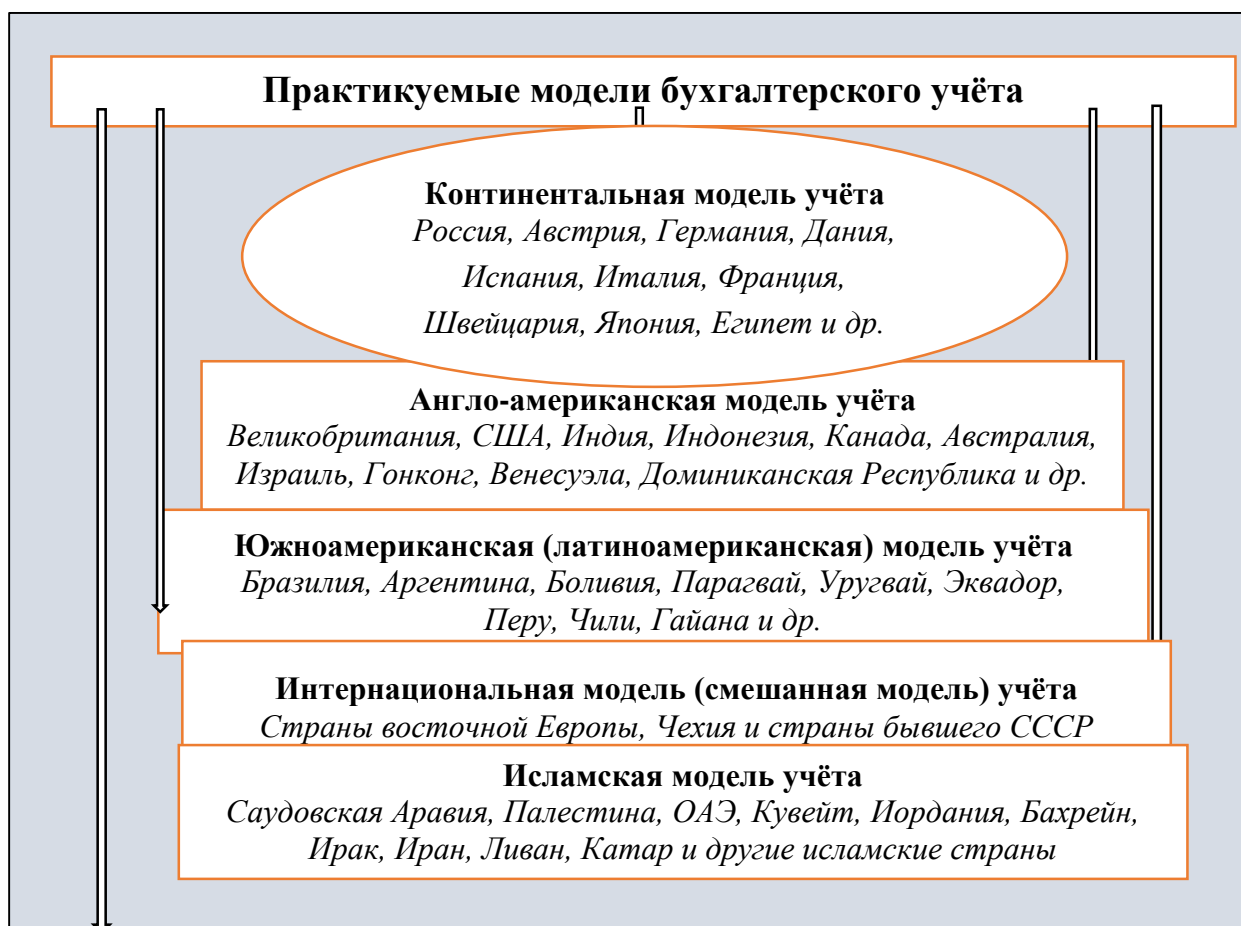 Практикуемые модели бухгалтерского учёта
Континентальная модель учёта
Россия, Австрия, Германия, Дания,
Испания, Италия, Франция,
Швейцария, Япония, Египет и др.
Англо-американская модель учёта
Великобритания, США, Индия, Индонезия, Канада, Австралия,
Израиль, Гонконг, Венесуэла, Доминиканская Республика и др.
Южноамериканская (латиноамериканская) модель учёта
Бразилия, Аргентина, Боливия, Парагвай, Уругвай, Эквадор,
Перу, Чили, Гайана и др.
Интернациональная модель (смешанная модель) учёта
Страны восточной Европы, Чехия и страны бывшего СССР
Исламская модель учёта
Саудовская Аравия, Палестина, ОАЭ, Кувейт, Иордания, Бахрейн,
Ирак, Иран, Ливан, Катар и другие исламские страны